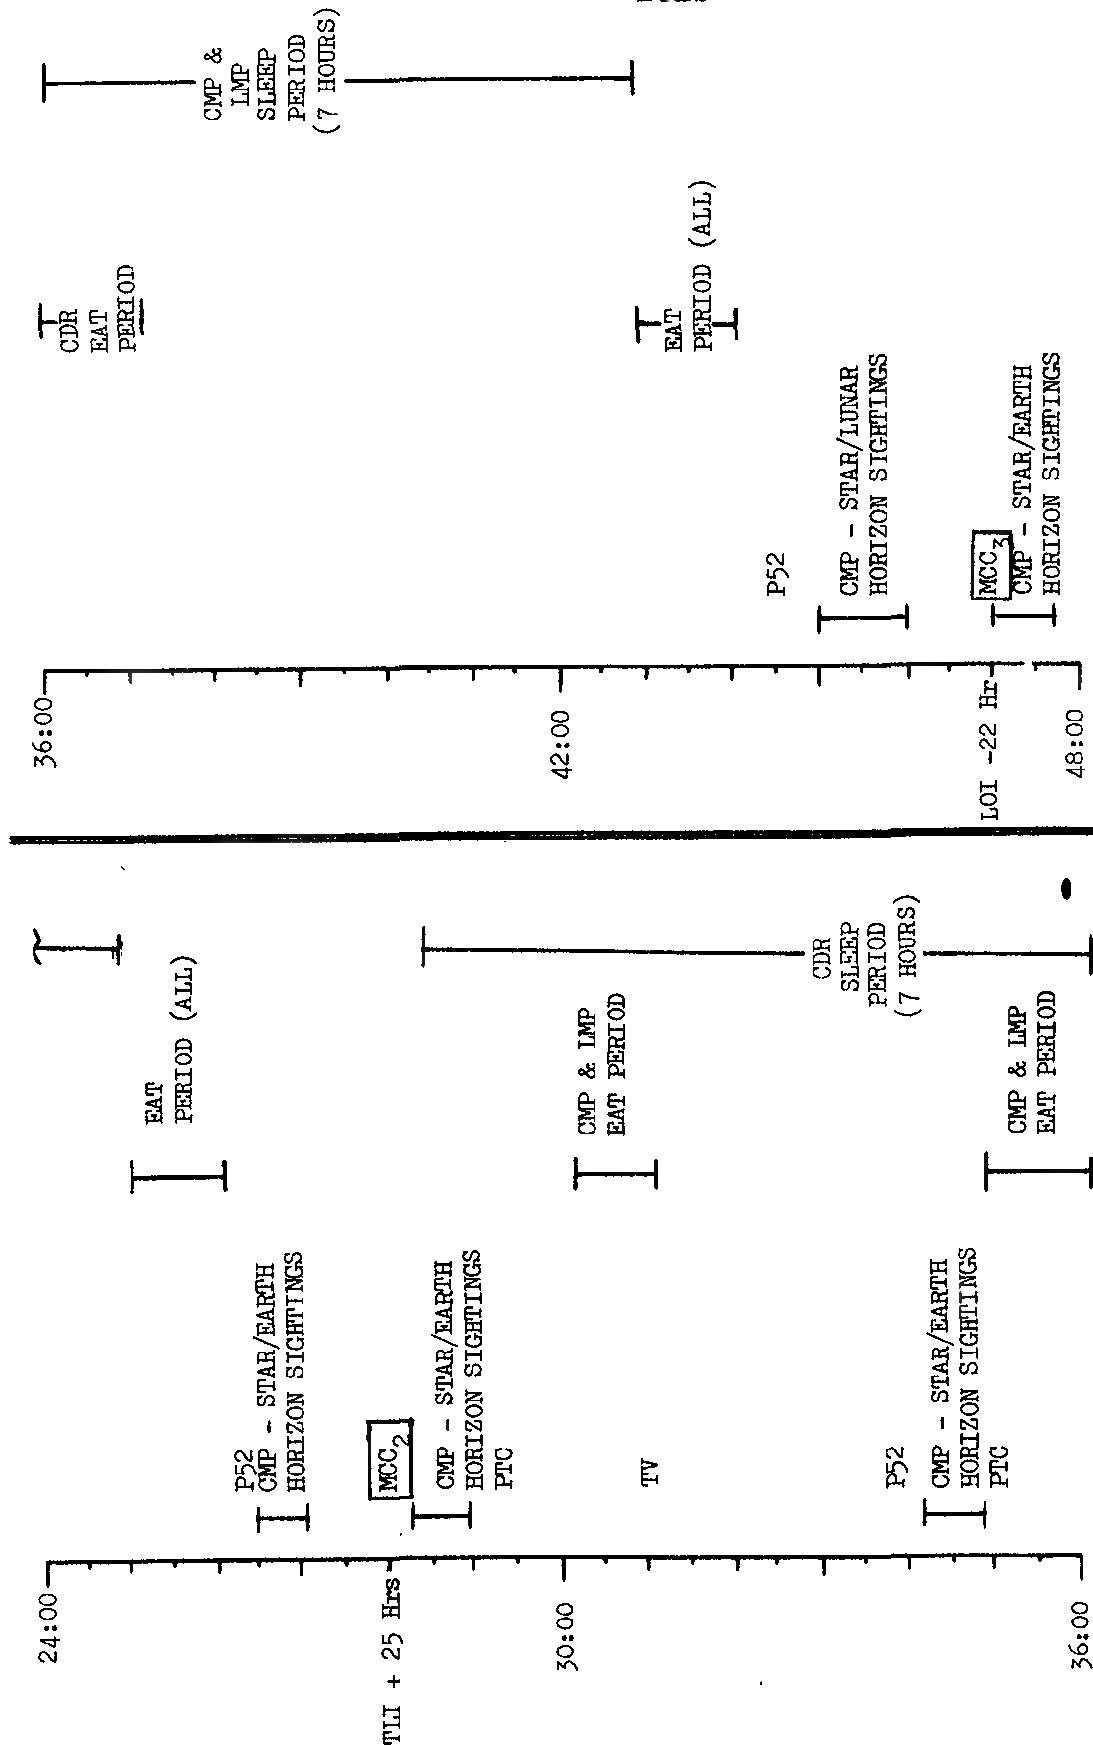 24:00
TLI + 25 Hrs
30:00
36:00
P52
CMP - STAR/EARTH
HORIZON SIGHTINGS
MCC2
CMP - STAR/EARTH
HORIZON SIGHTINGS
PTC
TV
P52
CMP - STAR/EARTH
HORIZON SIGHTINGS
PTC
EAT
PERIOD (ALL)
CMP & LMP
EAT PERIOD
CMP & LMP
EAT PERIOD
CDR
SLEEP
PERIOD
(7 HOURS)
36:00
42:00
LOI -22 Hr
48:00
P52
CMP - STAR/LUNAR
HORIZON SIGHTINGS
MCC3
CMP - STAR/EARTH
HORIZON SIGHTINGS
CDR
EAT
PERIOD
EAT
PERIOD (ALL)
CMP &
LMP
SLEEP
PERIOD
(7 HOURS)